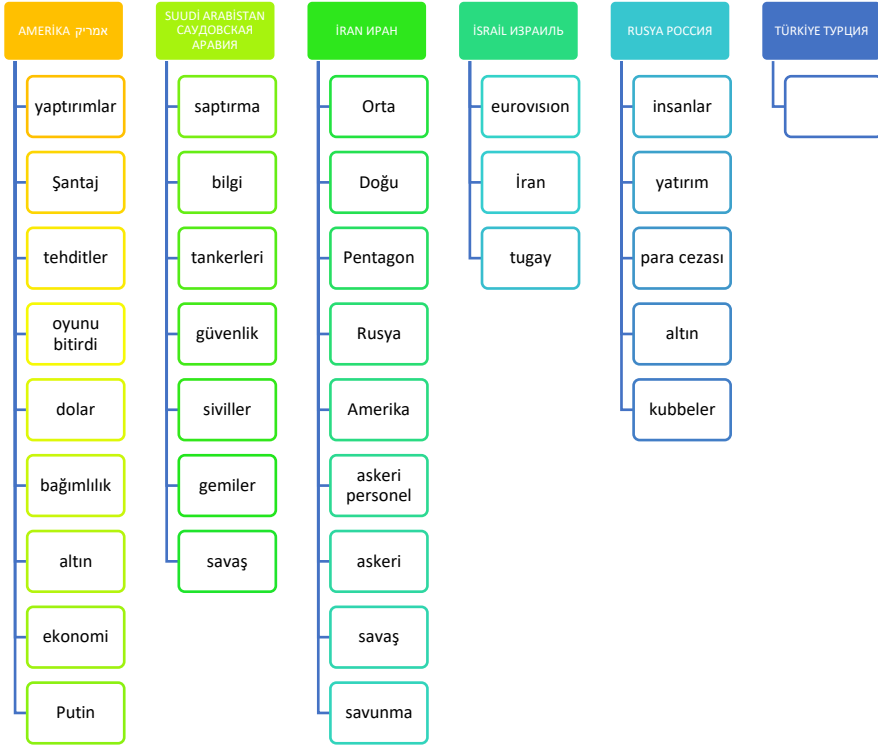 AMERİKA אמריק
yaptırımlar
Şantaj
tehditler
oyunu
bitirdi
dolar
bağımlılık
altın
ekonomi
Putin
SUUDİ ARABİSTAN
САУДОВСКАЯ
АРАВИЯ
saptırma
bilgi
tankerleri
güvenlik
siviller
gemiler
savaş
İRAN ИРАН
Orta
Doğu
Pentagon
Rusya
Amerika
askeri
personel
askeri
savaş
savunma
İSRAİL ИЗРАИЛЬ
eurovısıon
İran
tugay
RUSYA РОССИЯ
insanlar
yatırım
para cezası
altın
kubbeler
TÜRKİYE ТУРЦИЯ